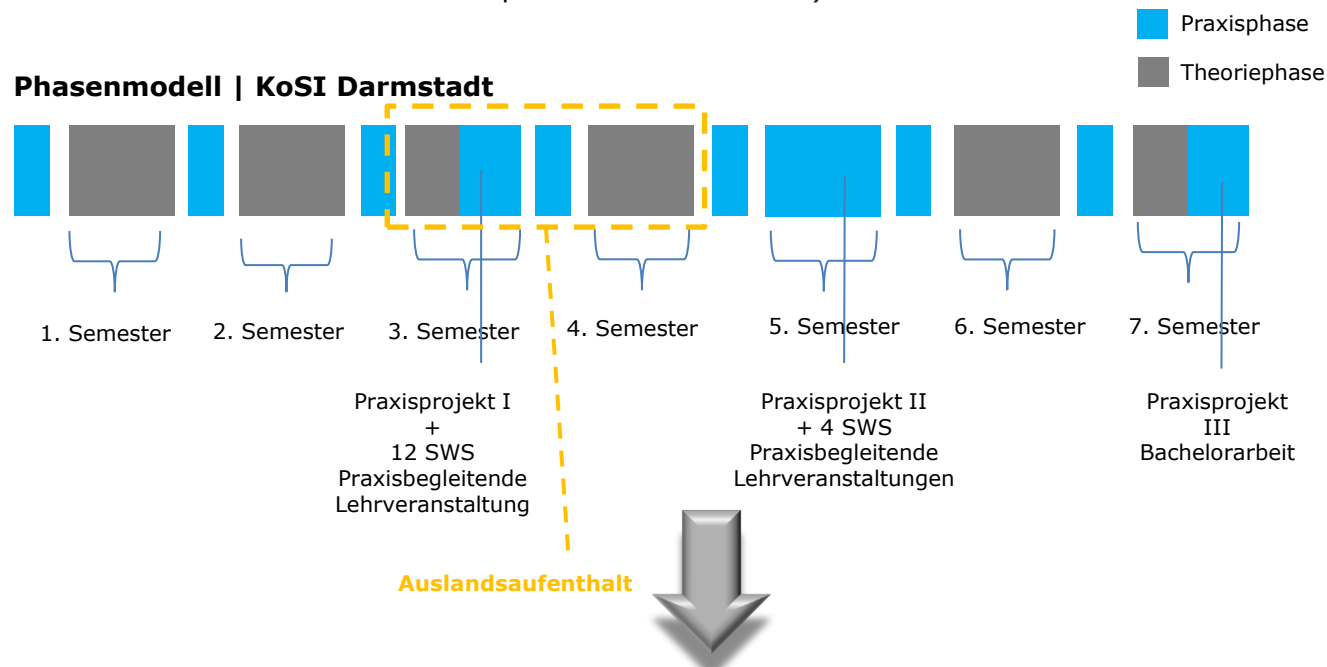 Praxisphase
Theoriephase
Phasenmodell | KoSI Darmstadt
1. Semester
2. Semester
3. Semester
4. Semester
5. Semester
6. Semester
7. Semester
Praxisprojekt I
+
12 SWS
Praxisbegleitende
Lehrveranstaltung
Praxisprojekt II
+ 4 SWS
Praxisbegleitende
Lehrveranstaltungen
Praxisprojekt
III
Bachelorarbeit
Auslandsaufenthalt